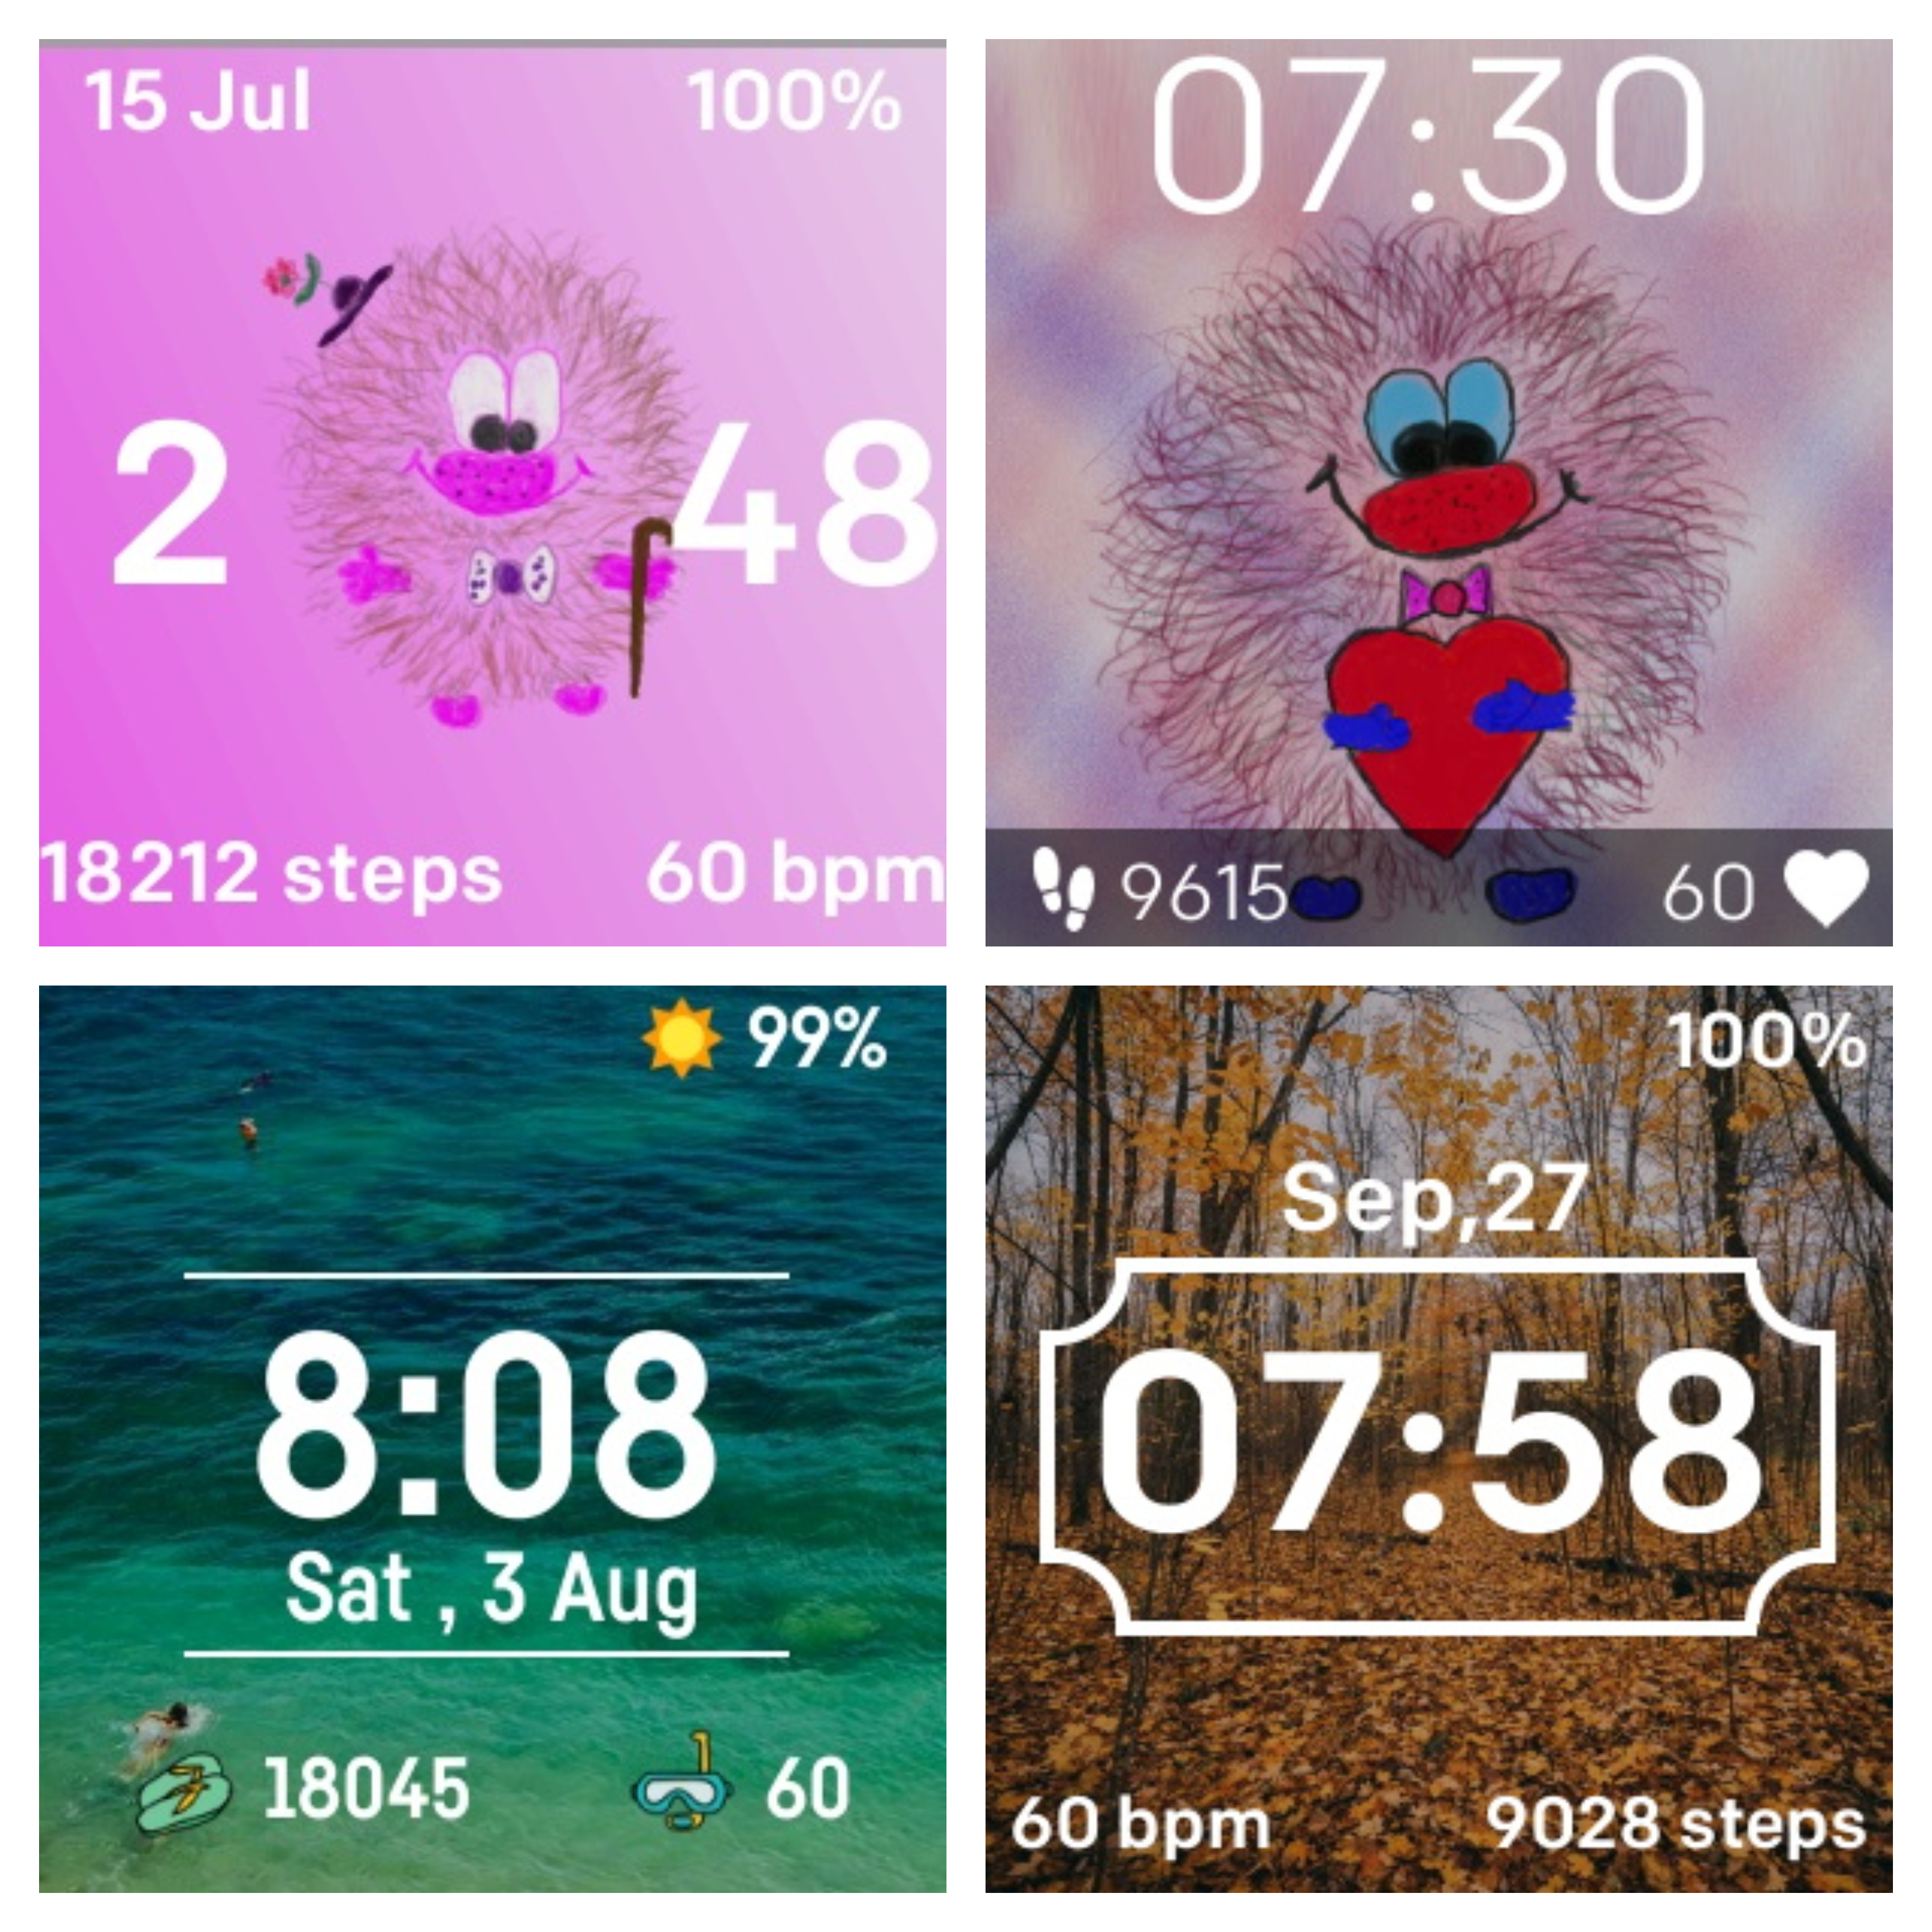 15 Jul 100%
2 48
18212 steps 60 bpm
07:30
9615 60
99%
8:08
Sat , 3 Aug
18045 60
100%
Sep,27
07:58
60 bpm 9028 steps